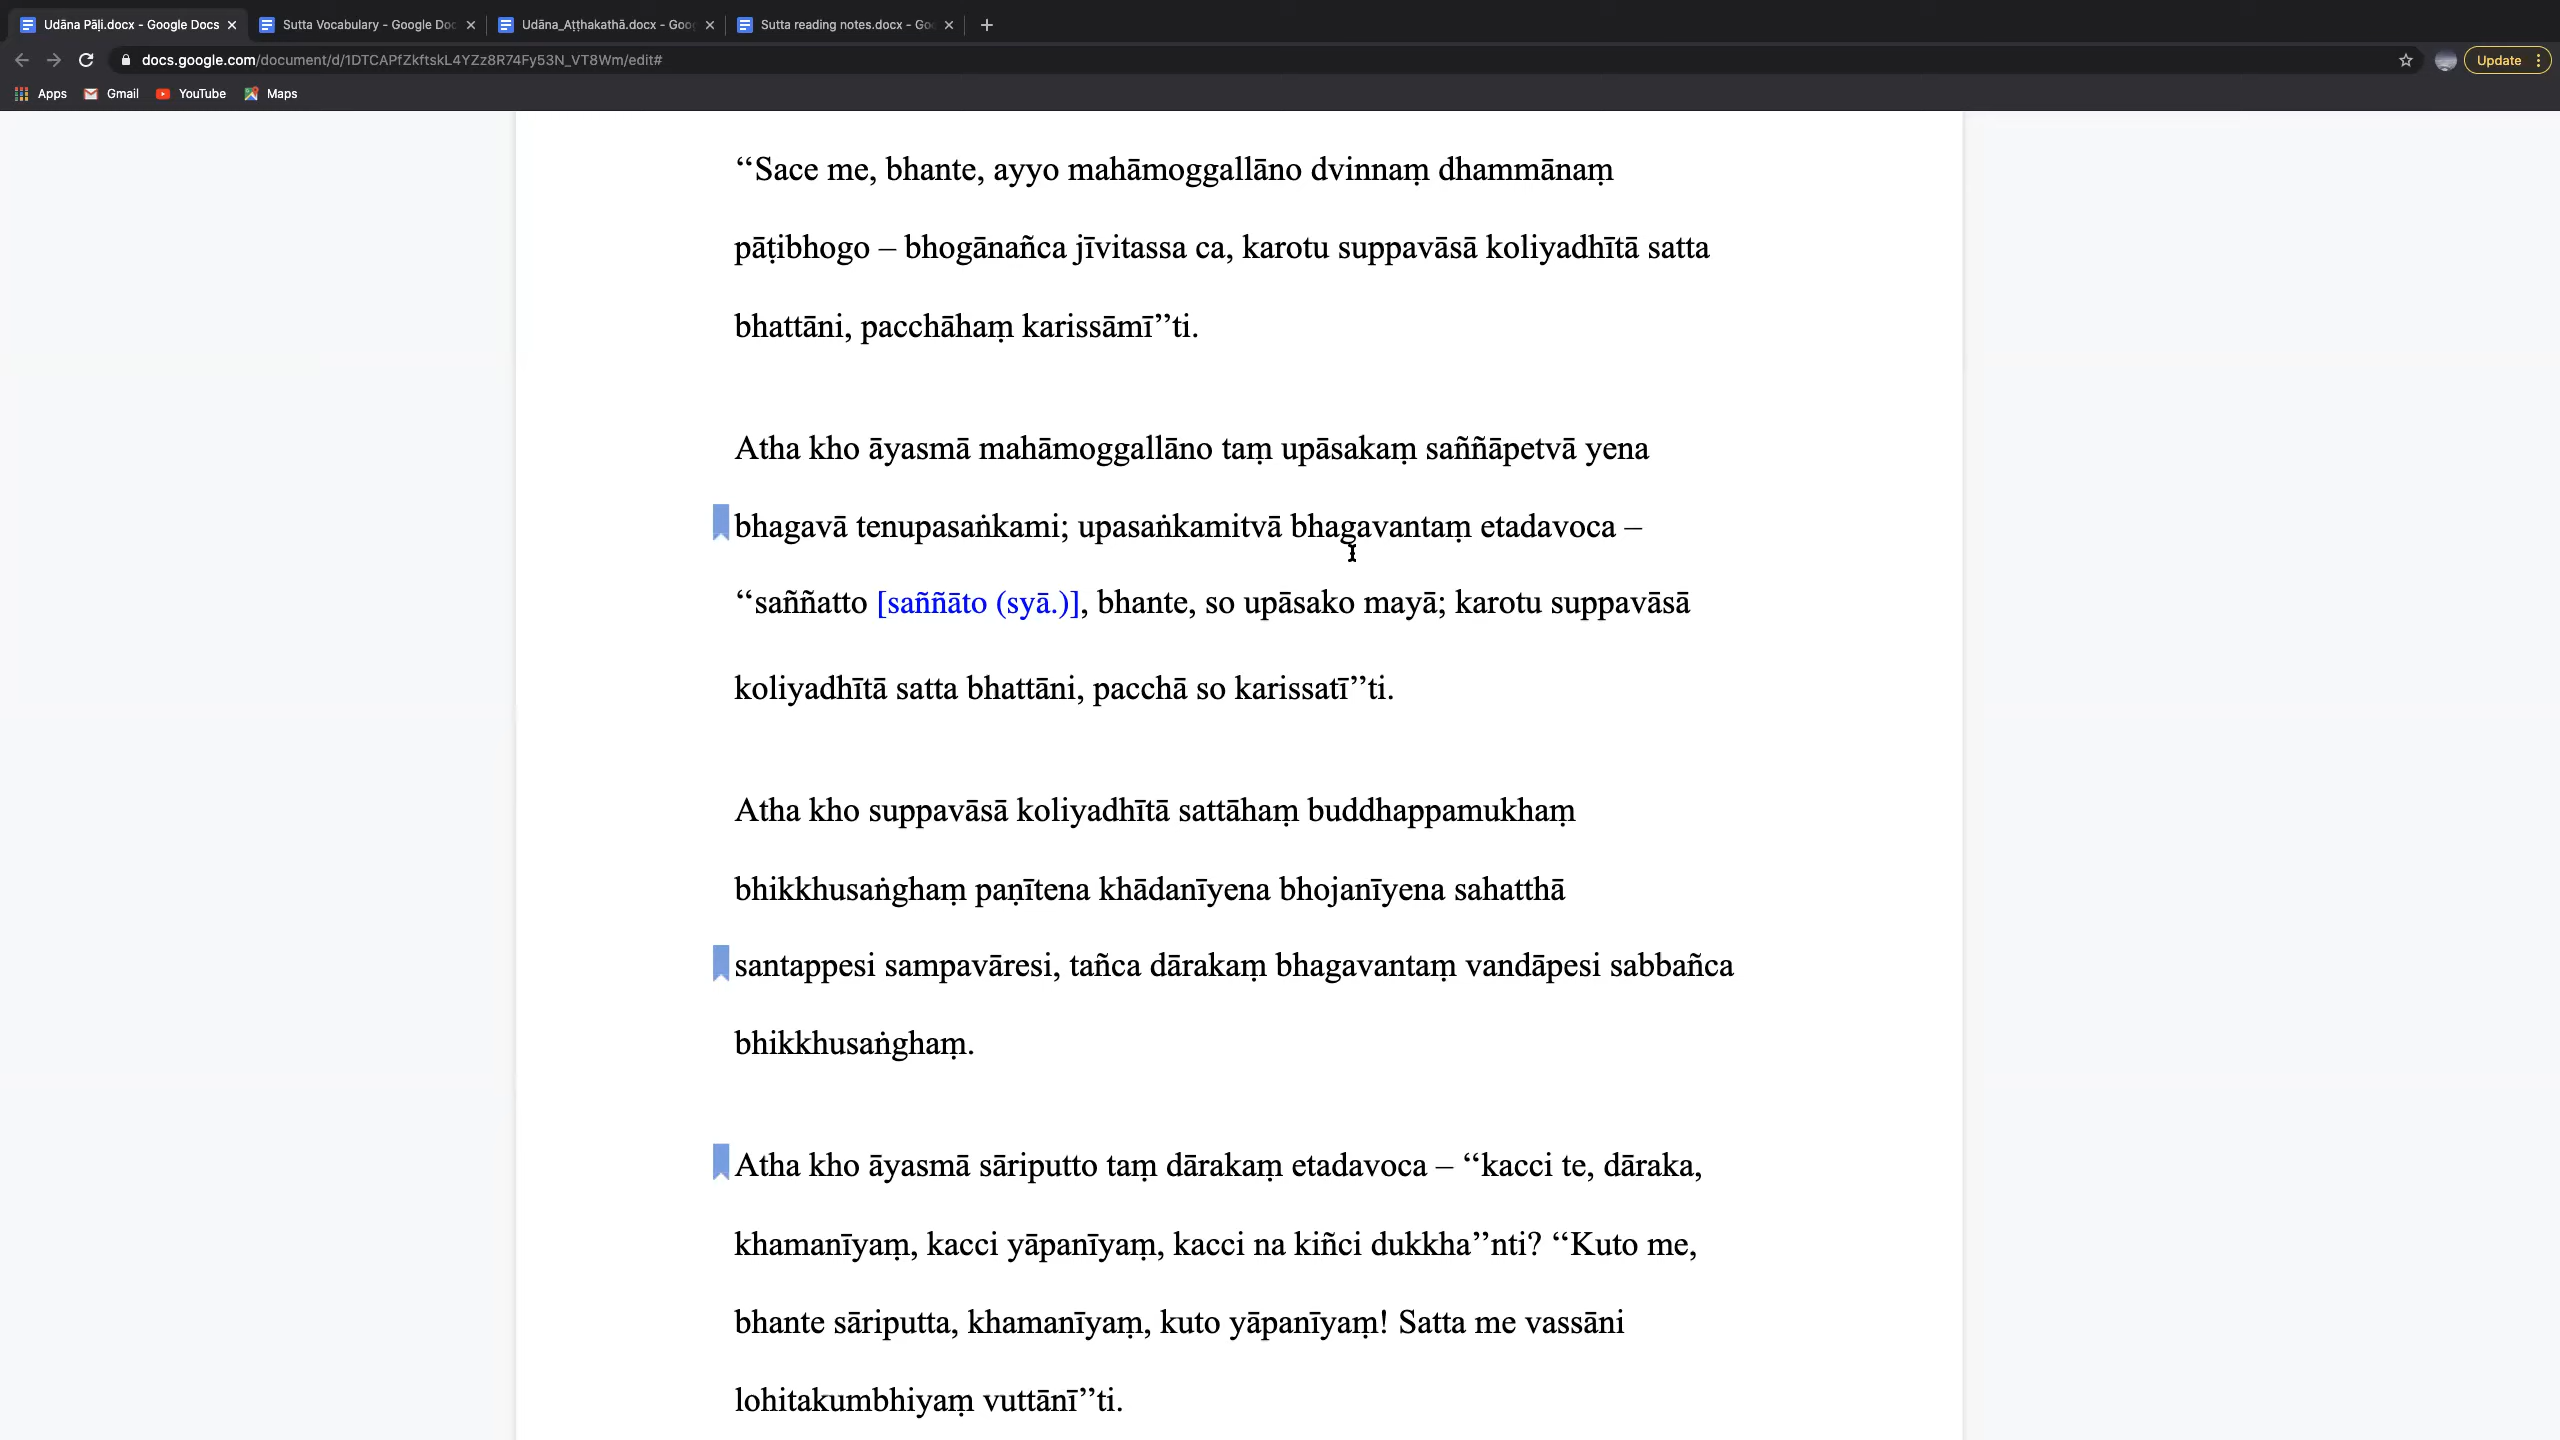 Udāna Pāḷi.docx - Google Docs
Sutta Vocabulary - Google Doc
Udāna_Aṭṭhakathā.docx - Goog
Sutta reading notes.docx - Go
docs.google.com/document/d/1DTCAPfZkftskL4YZz8R74Fy53N_VT8Wm/edit#
Update
Apps Gmail YouTube Maps
‘‘Sace me, bhante, ayyo mahāmoggallāno dvinnaṃ dhammānaṃ
pāṭibhogo – bhogānañca jīvitassa ca, karotu suppavāsā koliyadhītā satta
bhattāni, pacchāhaṃ karissāmī’’ti.
Atha kho āyasmā mahāmoggallāno taṃ upāsakaṃ saññāpetvā yena
bhagavā tenupasaṅkami; upasaṅkamitvā bhagavantaṃ etadavoca –
‘‘saññatto [saññāto (syā.)], bhante, so upāsako mayā; karotu suppavāsā
koliyadhītā satta bhattāni, pacchā so karissatī’’ti.
Atha kho suppavāsā koliyadhītā sattāhaṃ buddhappamukhaṃ
bhikkhusaṅghaṃ paṇītena khādanīyena bhojanīyena sahatthā
santappesi sampavāresi, tañca dārakaṃ bhagavantaṃ vandāpesi sabbañca
bhikkhusaṅghaṃ.
Atha kho āyasmā sāriputto taṃ dārakaṃ etadavoca – ‘‘kacci te, dāraka,
khamanīyaṃ, kacci yāpanīyaṃ, kacci na kiñci dukkha’’nti? ‘‘Kuto me,
bhante sāriputta, khamanīyaṃ, kuto yāpanīyaṃ! Satta me vassāni
lohitakumbhiyaṃ vuttānī’’ti.